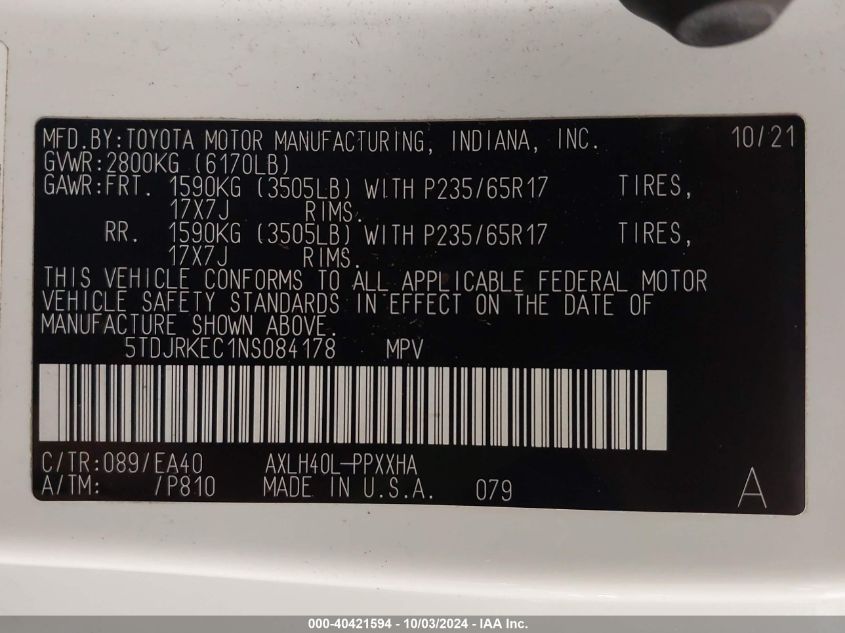 MFD.BY:TOYOTA MOTOR MANUFACTURING, INDIANA, INC. 10/21
GVWR:2800KG (6170LB)
GAWR:FRT. 1590KG (3505LB) WITH P235/65R17 TIRES,
17X7J RIMS.
RR. 1590KG (3505LB) WITH P235/65R17 TIRES,
17X7J RIMS.
THIS VEHICLE CONFORMS TO ALL APPLICABLE FEDERAL MOTOR
VEHICLE SAFETY STANDARDS IN EFFECT ON THE DATE OF
MANUFACTURE SHOWN ABOVE.
5TDJRKEC1NS084178 MPV
C/TR:089/EA40 AXLH40L-PPXXHA
A/TM: /P810 MADE IN U.S.A. 079 A
000-40421594 - 10/03/2024 - IAA Inc.